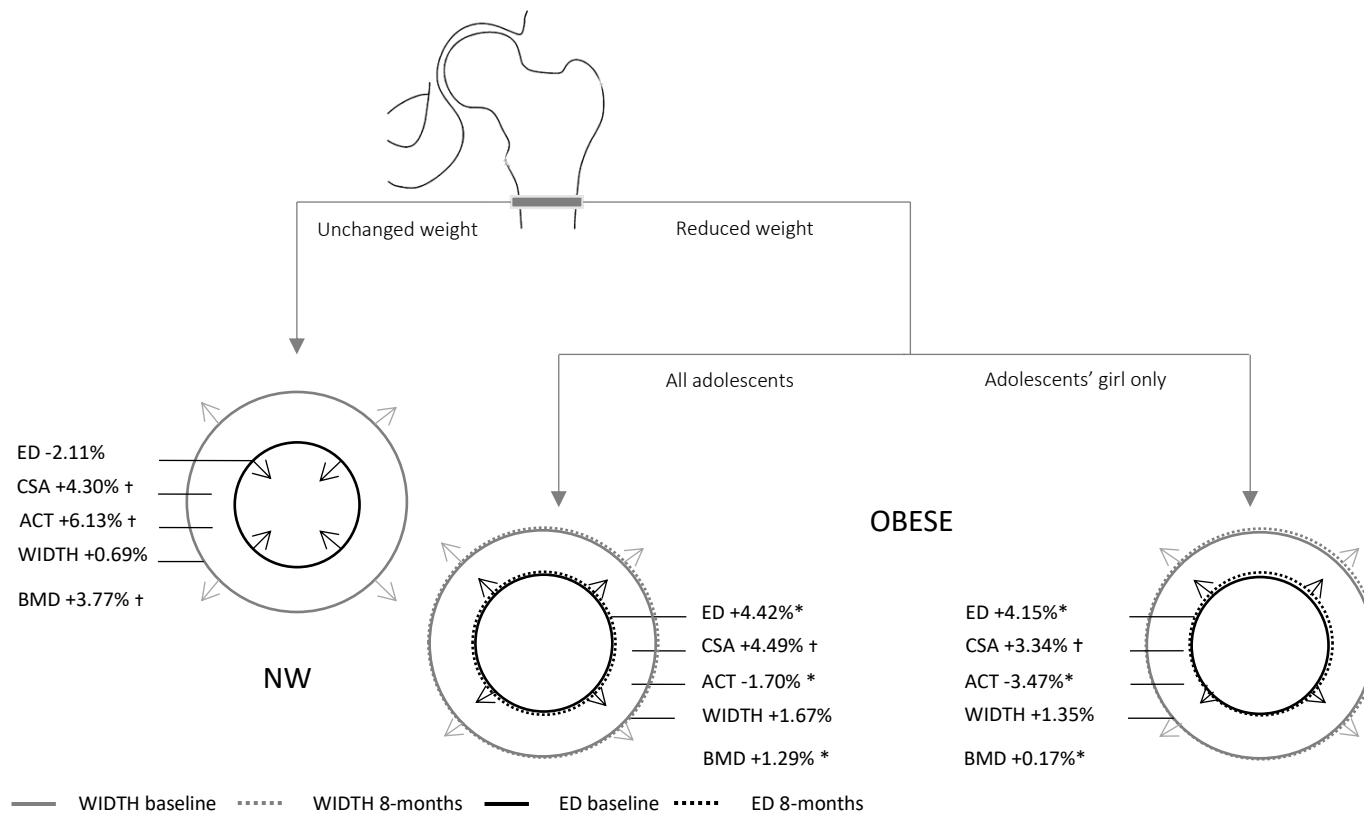 Unchanged weight
Reduced weight
All adolescents
Adolescents’ girl only
ED -2.11%
CSA +4.30% †
ACT +6.13% †
WIDTH +0.69%
BMD +3.77% †
NW
OBESE
ED +4.42%*
CSA +4.49% †
ACT -1.70% *
WIDTH +1.67%
BMD +1.29% *
ED +4.15%*
CSA +3.34% †
ACT -3.47%*
WIDTH +1.35%
BMD +0.17%*
WIDTH baseline
WIDTH 8-months
ED baseline
ED 8-months